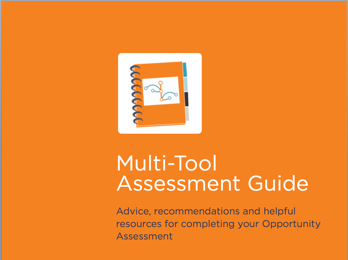 Multi-Tool
Assessment Guide
Advice, recommendations and helpful
resources for completing your Opportunity
Assessment